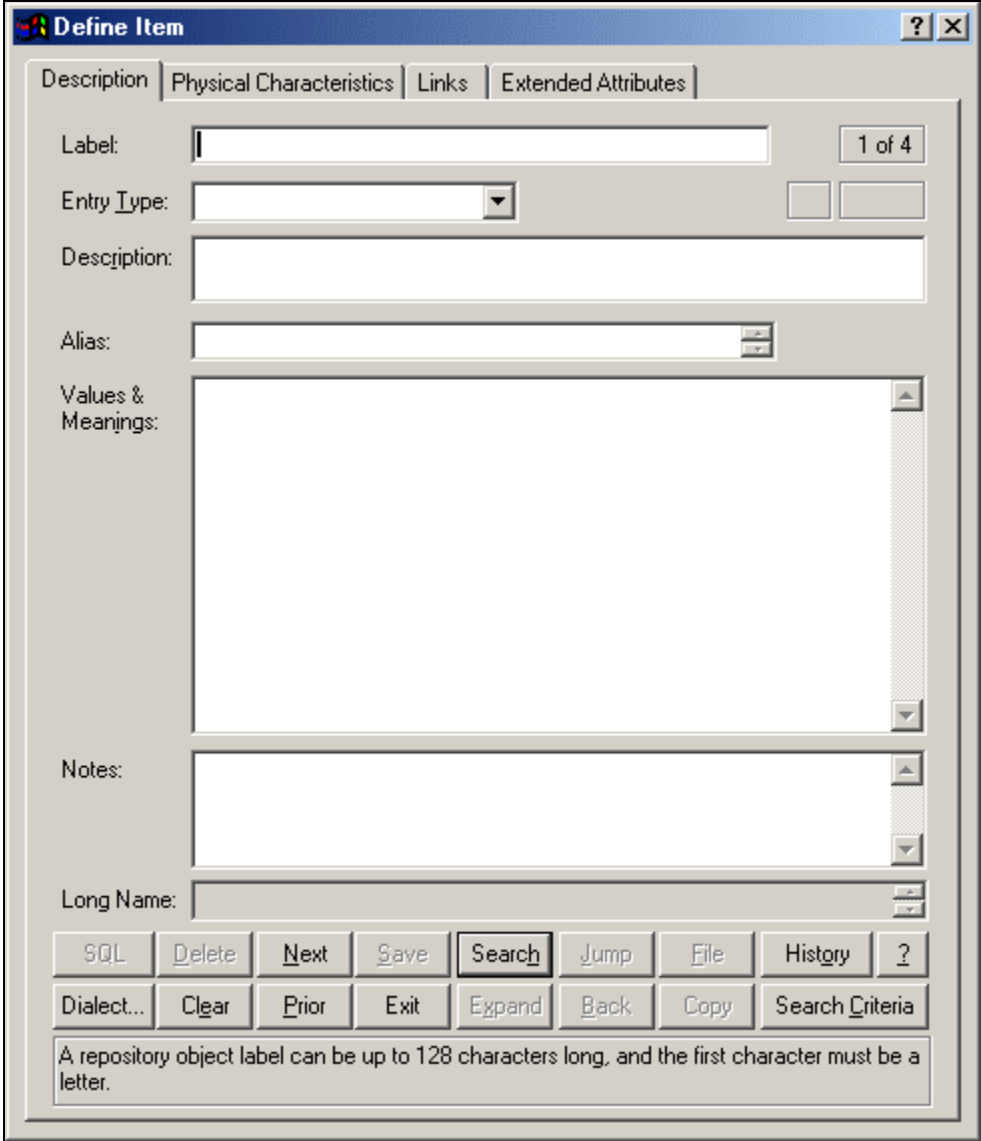 Define Item
?
Description Physical Characteristics Links Extended Attributes
Label: 1 of 4
Entry Type:
Description:
Alias:
Values &
Meanings:
Notes:
Long Name:
SQL Delete Next Save Search Jump File History ?
Dialect... Clear Prior Exit Expand Back Copy Search Criteria
A repository object label can be up to 128 characters long, and the first character must be a
letter.